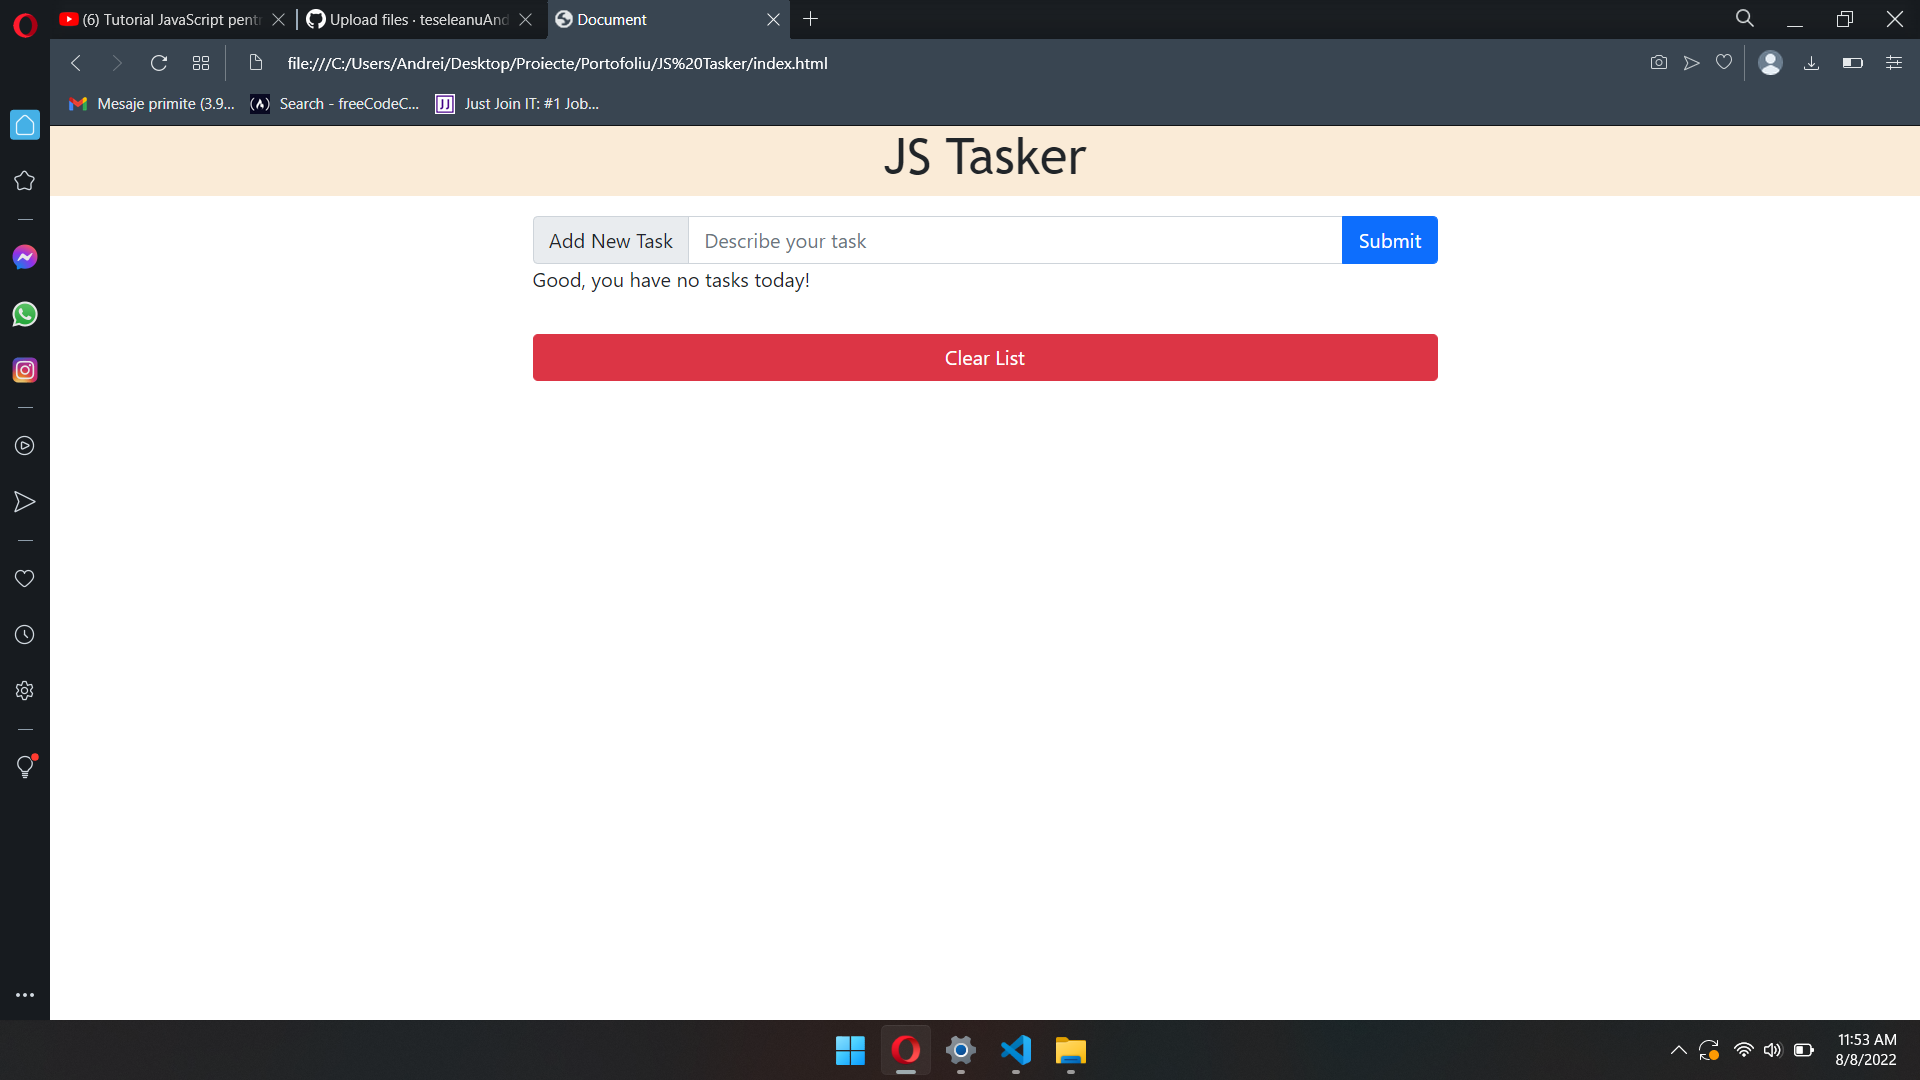 (6) Tutorial JavaScript pent
Upload files · teseleanuAnd
Document
file:///C:/Users/Andrei/Desktop/Proiecte/Portofoliu/JS%20Tasker/index.html
Mesaje primite (3.9...
Search - freeCodeC...
Just Join IT: #1 Job...
JS Tasker
Add New Task
Describe your task
Submit
Good, you have no tasks today!
Clear List
11:53 AM
8/8/2022